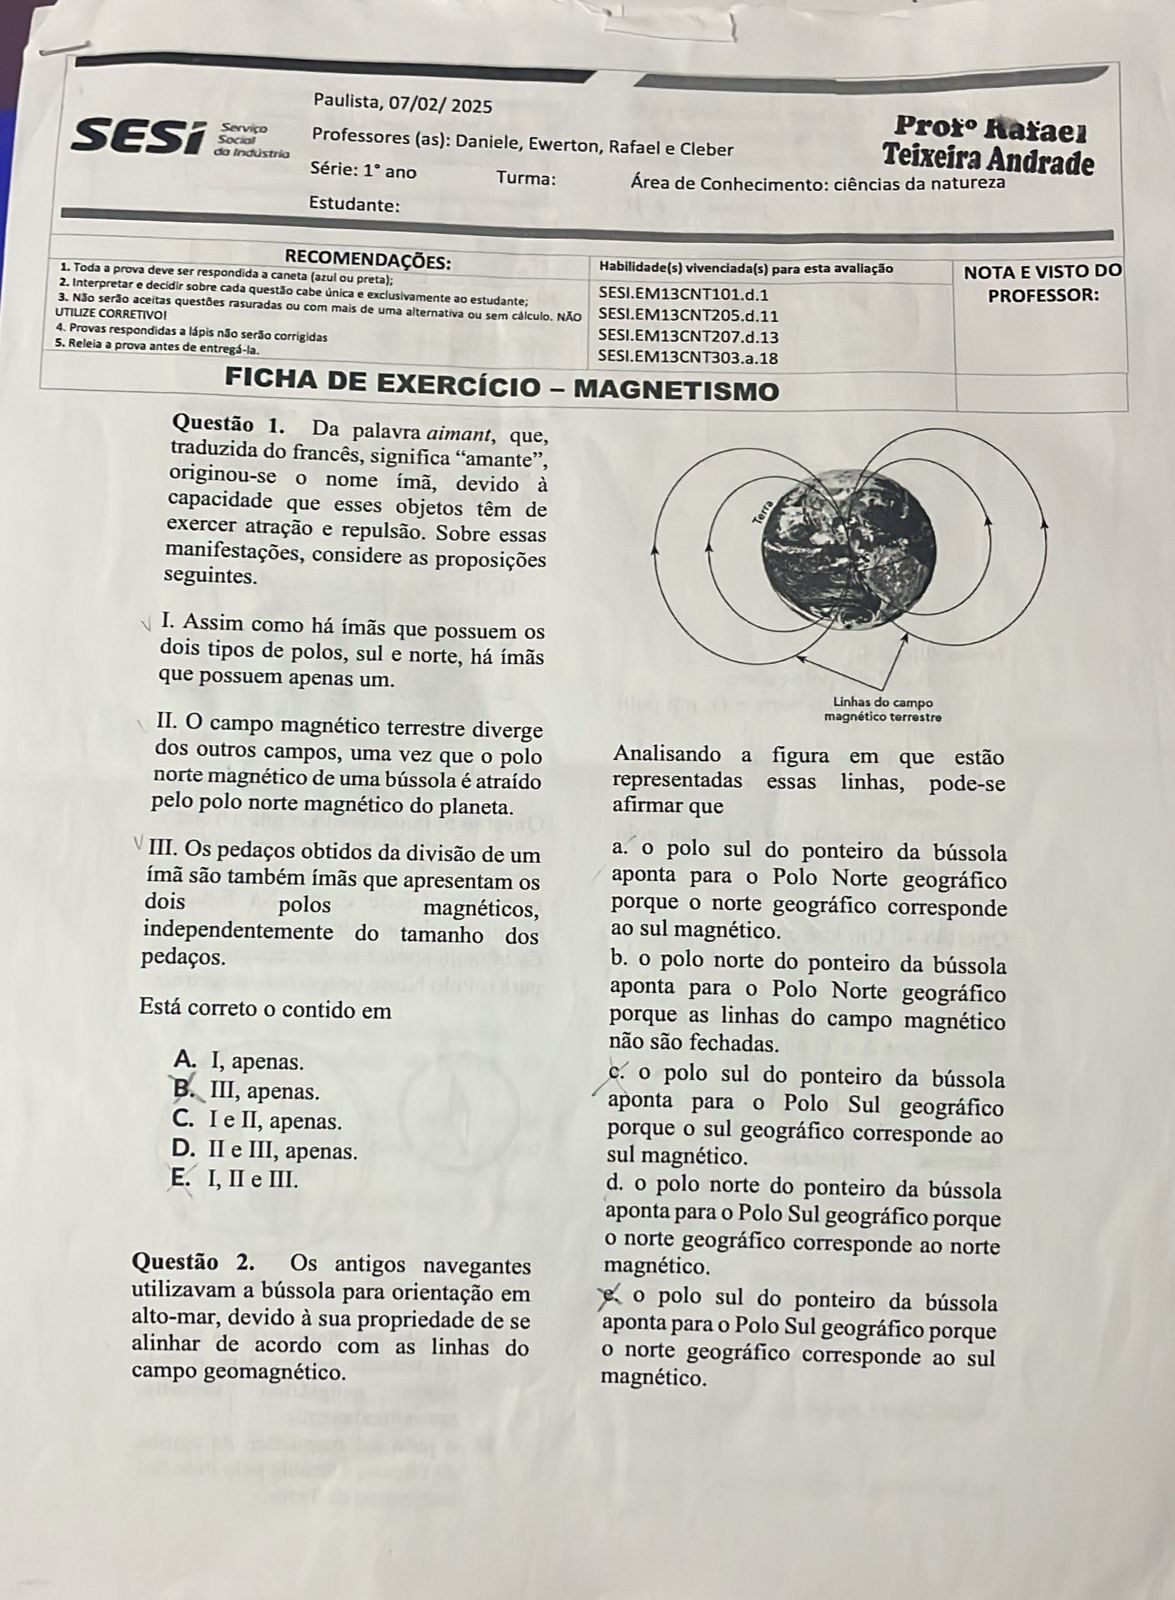 Paulista, 07/02/ 2025
SESI Serviço
Social
da Indústria
Professores (as): Daniele, Ewerton, Rafael e Cleber
Profº Rafael
Teixeira Andrade
Série: 1° ano Turma: Área de Conhecimento: ciências da natureza
Estudante:
RECOMENDAÇÕES:
1. Toda a prova deve ser respondida a caneta (azul ou preta);
2. Interpretar e decidir sobre cada questão cabe única e exclusivamente ao estudante;
3. Não serão aceitas questões rasuradas ou com mais de uma alternativa ou sem cálculo. NÃO
UTILIZE CORRETIVO!
4. Provas respondidas a lápis não serão corrigidas
5. Releia a prova antes de entregá-la.
Habilidade(s) vivenciada(s) para esta avaliação
SESI.EM13CNT101.d.1
SESI.EM13CNT205.d.11
SESI.EM13CNT207.d.13
SESI.EM13CNT303.a.18
NOTA E VISTO DO
PROFESSOR:
FICHA DE EXERCÍCIO – MAGNETISMO
Questão 1. Da palavra aimant, que,
traduzida do francês, significa “amante”,
originou-se o nome ímã, devido à
capacidade que esses objetos têm de
exercer atração e repulsão. Sobre essas
manifestações, considere as proposições
seguintes.
I. Assim como há ímãs que possuem os
dois tipos de polos, sul e norte, há ímãs
que possuem apenas um.
II. O campo magnético terrestre diverge
dos outros campos, uma vez que o polo
norte magnético de uma bússola é atraído
pelo polo norte magnético do planeta.
III. Os pedaços obtidos da divisão de um
ímã são também ímãs que apresentam os
dois polos magnéticos,
independentemente do tamanho dos
pedaços.
Está correto o contido em
A. I, apenas.
B. III, apenas.
C. I e II, apenas.
D. II e III, apenas.
E. I, II e III.
Questão 2. Os antigos navegantes
utilizavam a bússola para orientação em
alto-mar, devido à sua propriedade de se
alinhar de acordo com as linhas do
campo geomagnético.
Terra
Linhas do campo
magnético terrestre
Analisando a figura em que estão
representadas essas linhas, pode-se
afirmar que
a. o polo sul do ponteiro da bússola
aponta para o Polo Norte geográfico
porque o norte geográfico corresponde
ao sul magnético.
b. o polo norte do ponteiro da bússola
aponta para o Polo Norte geográfico
porque as linhas do campo magnético
não são fechadas.
c. o polo sul do ponteiro da bússola
aponta para o Polo Sul geográfico
porque o sul geográfico corresponde ao
sul magnético.
d. o polo norte do ponteiro da bússola
aponta para o Polo Sul geográfico porque
o norte geográfico corresponde ao norte
magnético.
e. o polo sul do ponteiro da bússola
aponta para o Polo Sul geográfico porque
o norte geográfico corresponde ao sul
magnético.